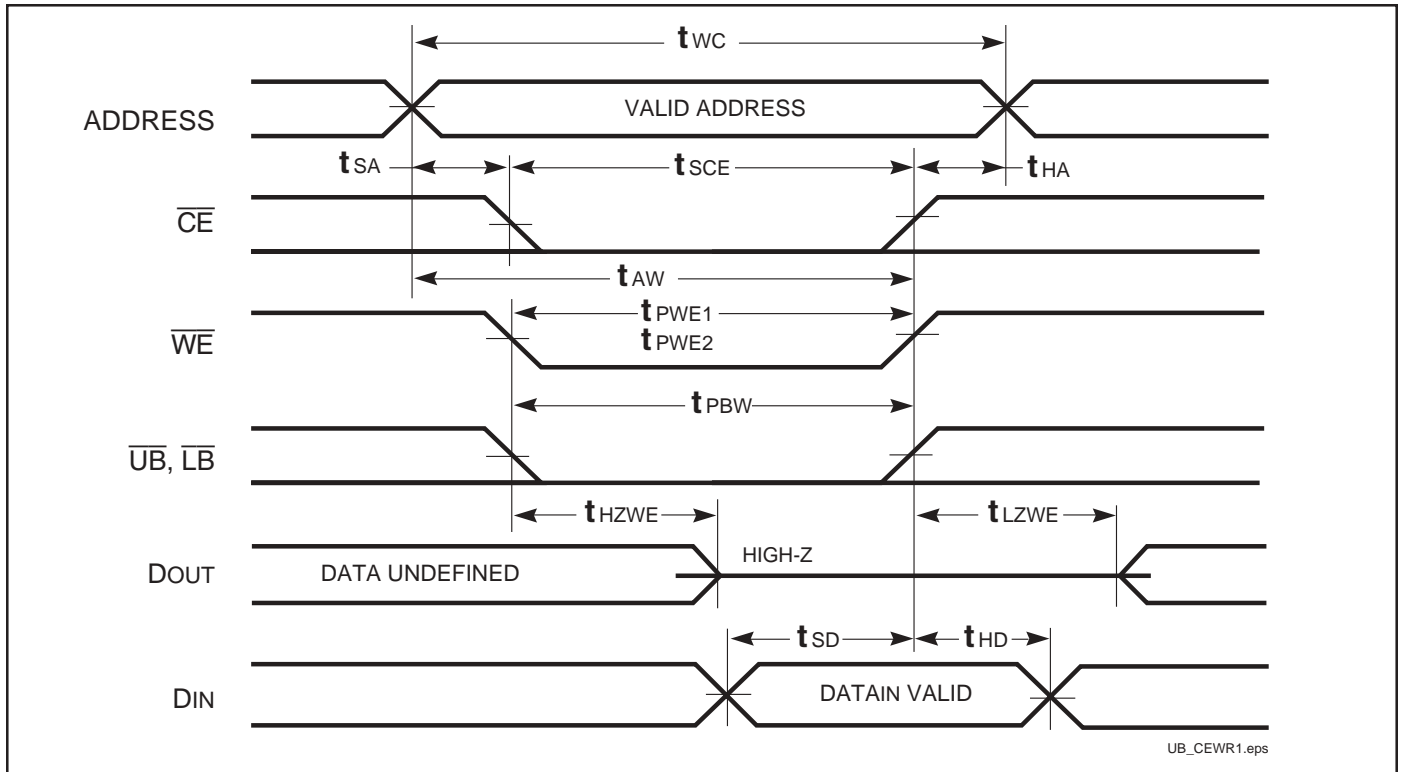 tWC
ADDRESS
VALID ADDRESS
tSA
tSCE
tHA
CE
tAW
WE
tPWE1
tPWE2
tPBW
UB, LB
tHZWE
tLZWE
DOUT
DATA UNDEFINED
HIGH-Z
tSD
tHD
DIN
DATAIN VALID
UB_CEWR1.eps